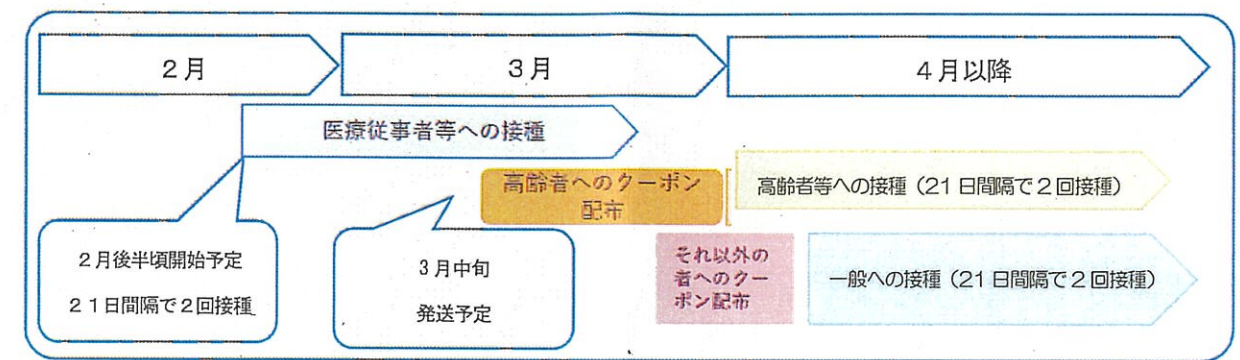 2月
3月
4月以降
医療従事者等への接種
高齢者へのクーポン
配布
高齢者等への接種（21日間隔で2回接種）
2月後半頃開始予定
21日間隔で2回接種
3月中旬
発送予定
それ以外の
者へのクー
ポン配布
一般への接種（21日間隔で2回接種）